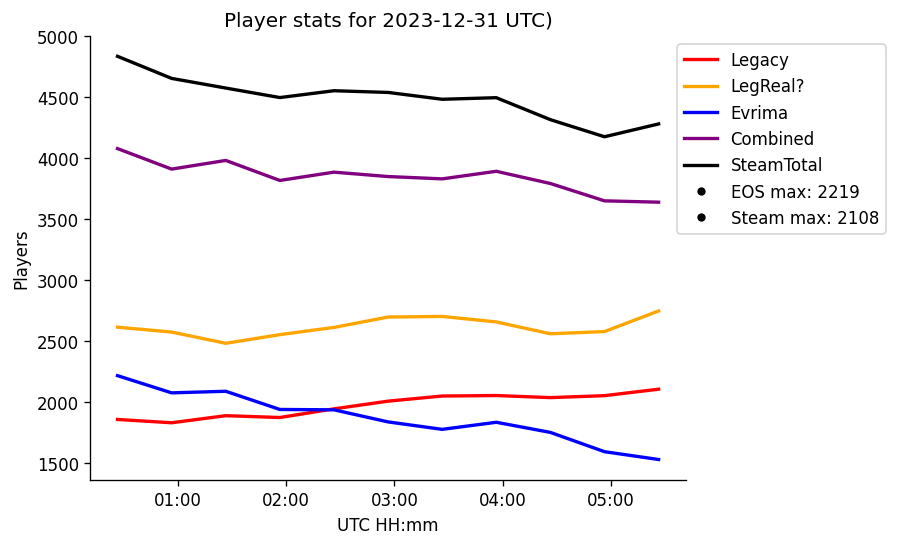 Player stats for 2023-12-31 UTC)
5000
4500
4000
3500
3000
2500
2000
1500
Players
01:00 02:00 03:00 04:00 05:00
UTC HH:mm
Legacy
LegReal?
Evrima
Combined
SteamTotal
EOS max: 2219
Steam max: 2108